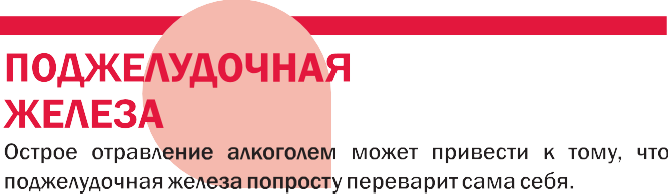 ПОДЖЕЛУДОЧНАЯ
ЖЕЛЕЗА
Острое отравление алкоголем может привести к тому, что
поджелудочная железа попросту переварит сама себя.